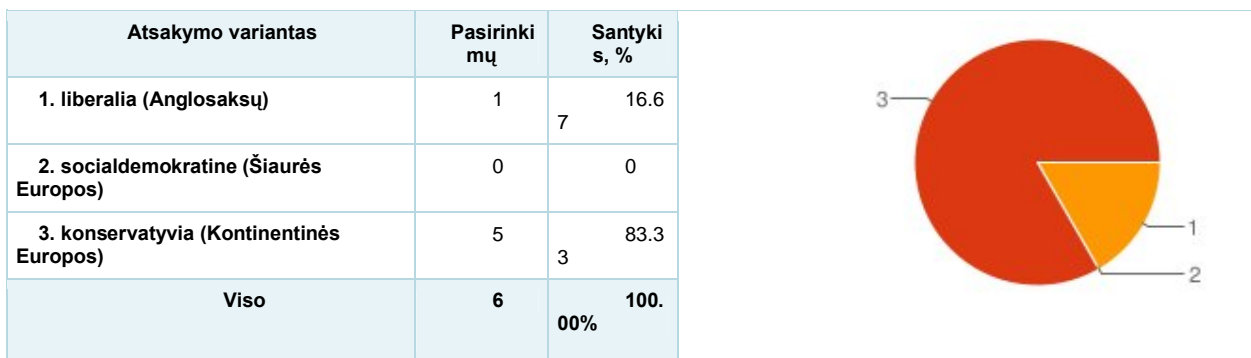 Atsakymo variantas
Pasirinki
mų
Santyki
s, %
1. liberalia (Anglosaksų)
1
16.6
7
2. socialdemokratine (Šiaurės
Europos)
0
0
3. konservatyvia (Kontinentinės
Europos)
5
83.3
3
Viso
6
100.
00%
3
1
2